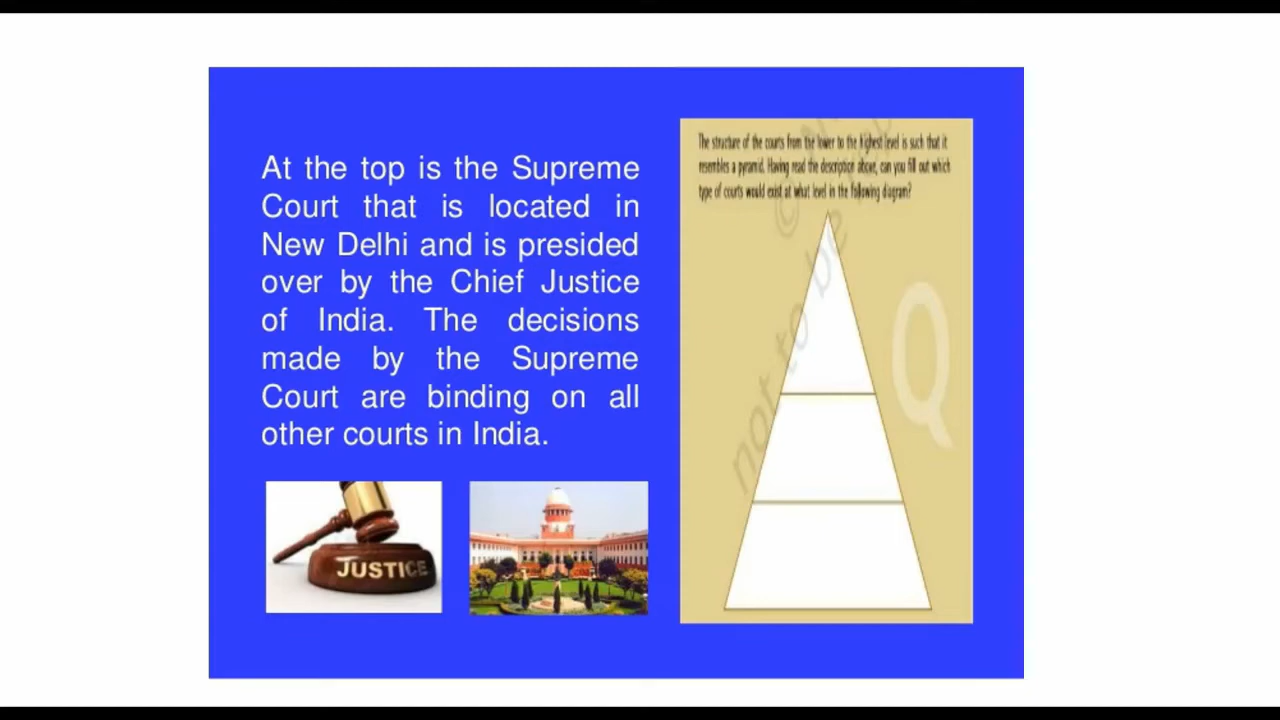 At the top is the Supreme
Court that is located in
New Delhi and is presided
over by the Chief Justice
of India. The decisions
made by the Supreme
Court are binding on all
other courts in India.
JUSTICE
The structure of the courts from the lower to the highest level is such that it
resembles a pyramid. Having read the description above, can you fill out which
type of courts would exist at what level in the following diagram?
not to be
Q